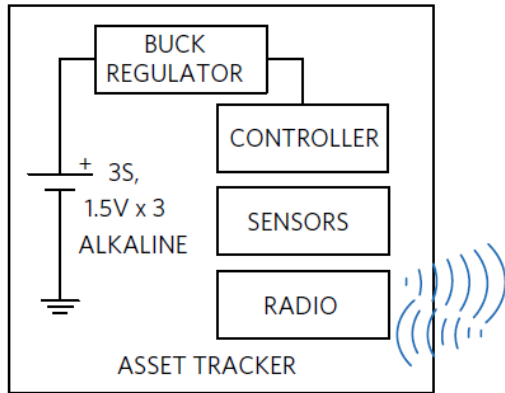 BUCK
REGULATOR
CONTROLLER
+ 3S,
1.5V x 3
ALKALINE
SENSORS
RADIO
ASSET TRACKER